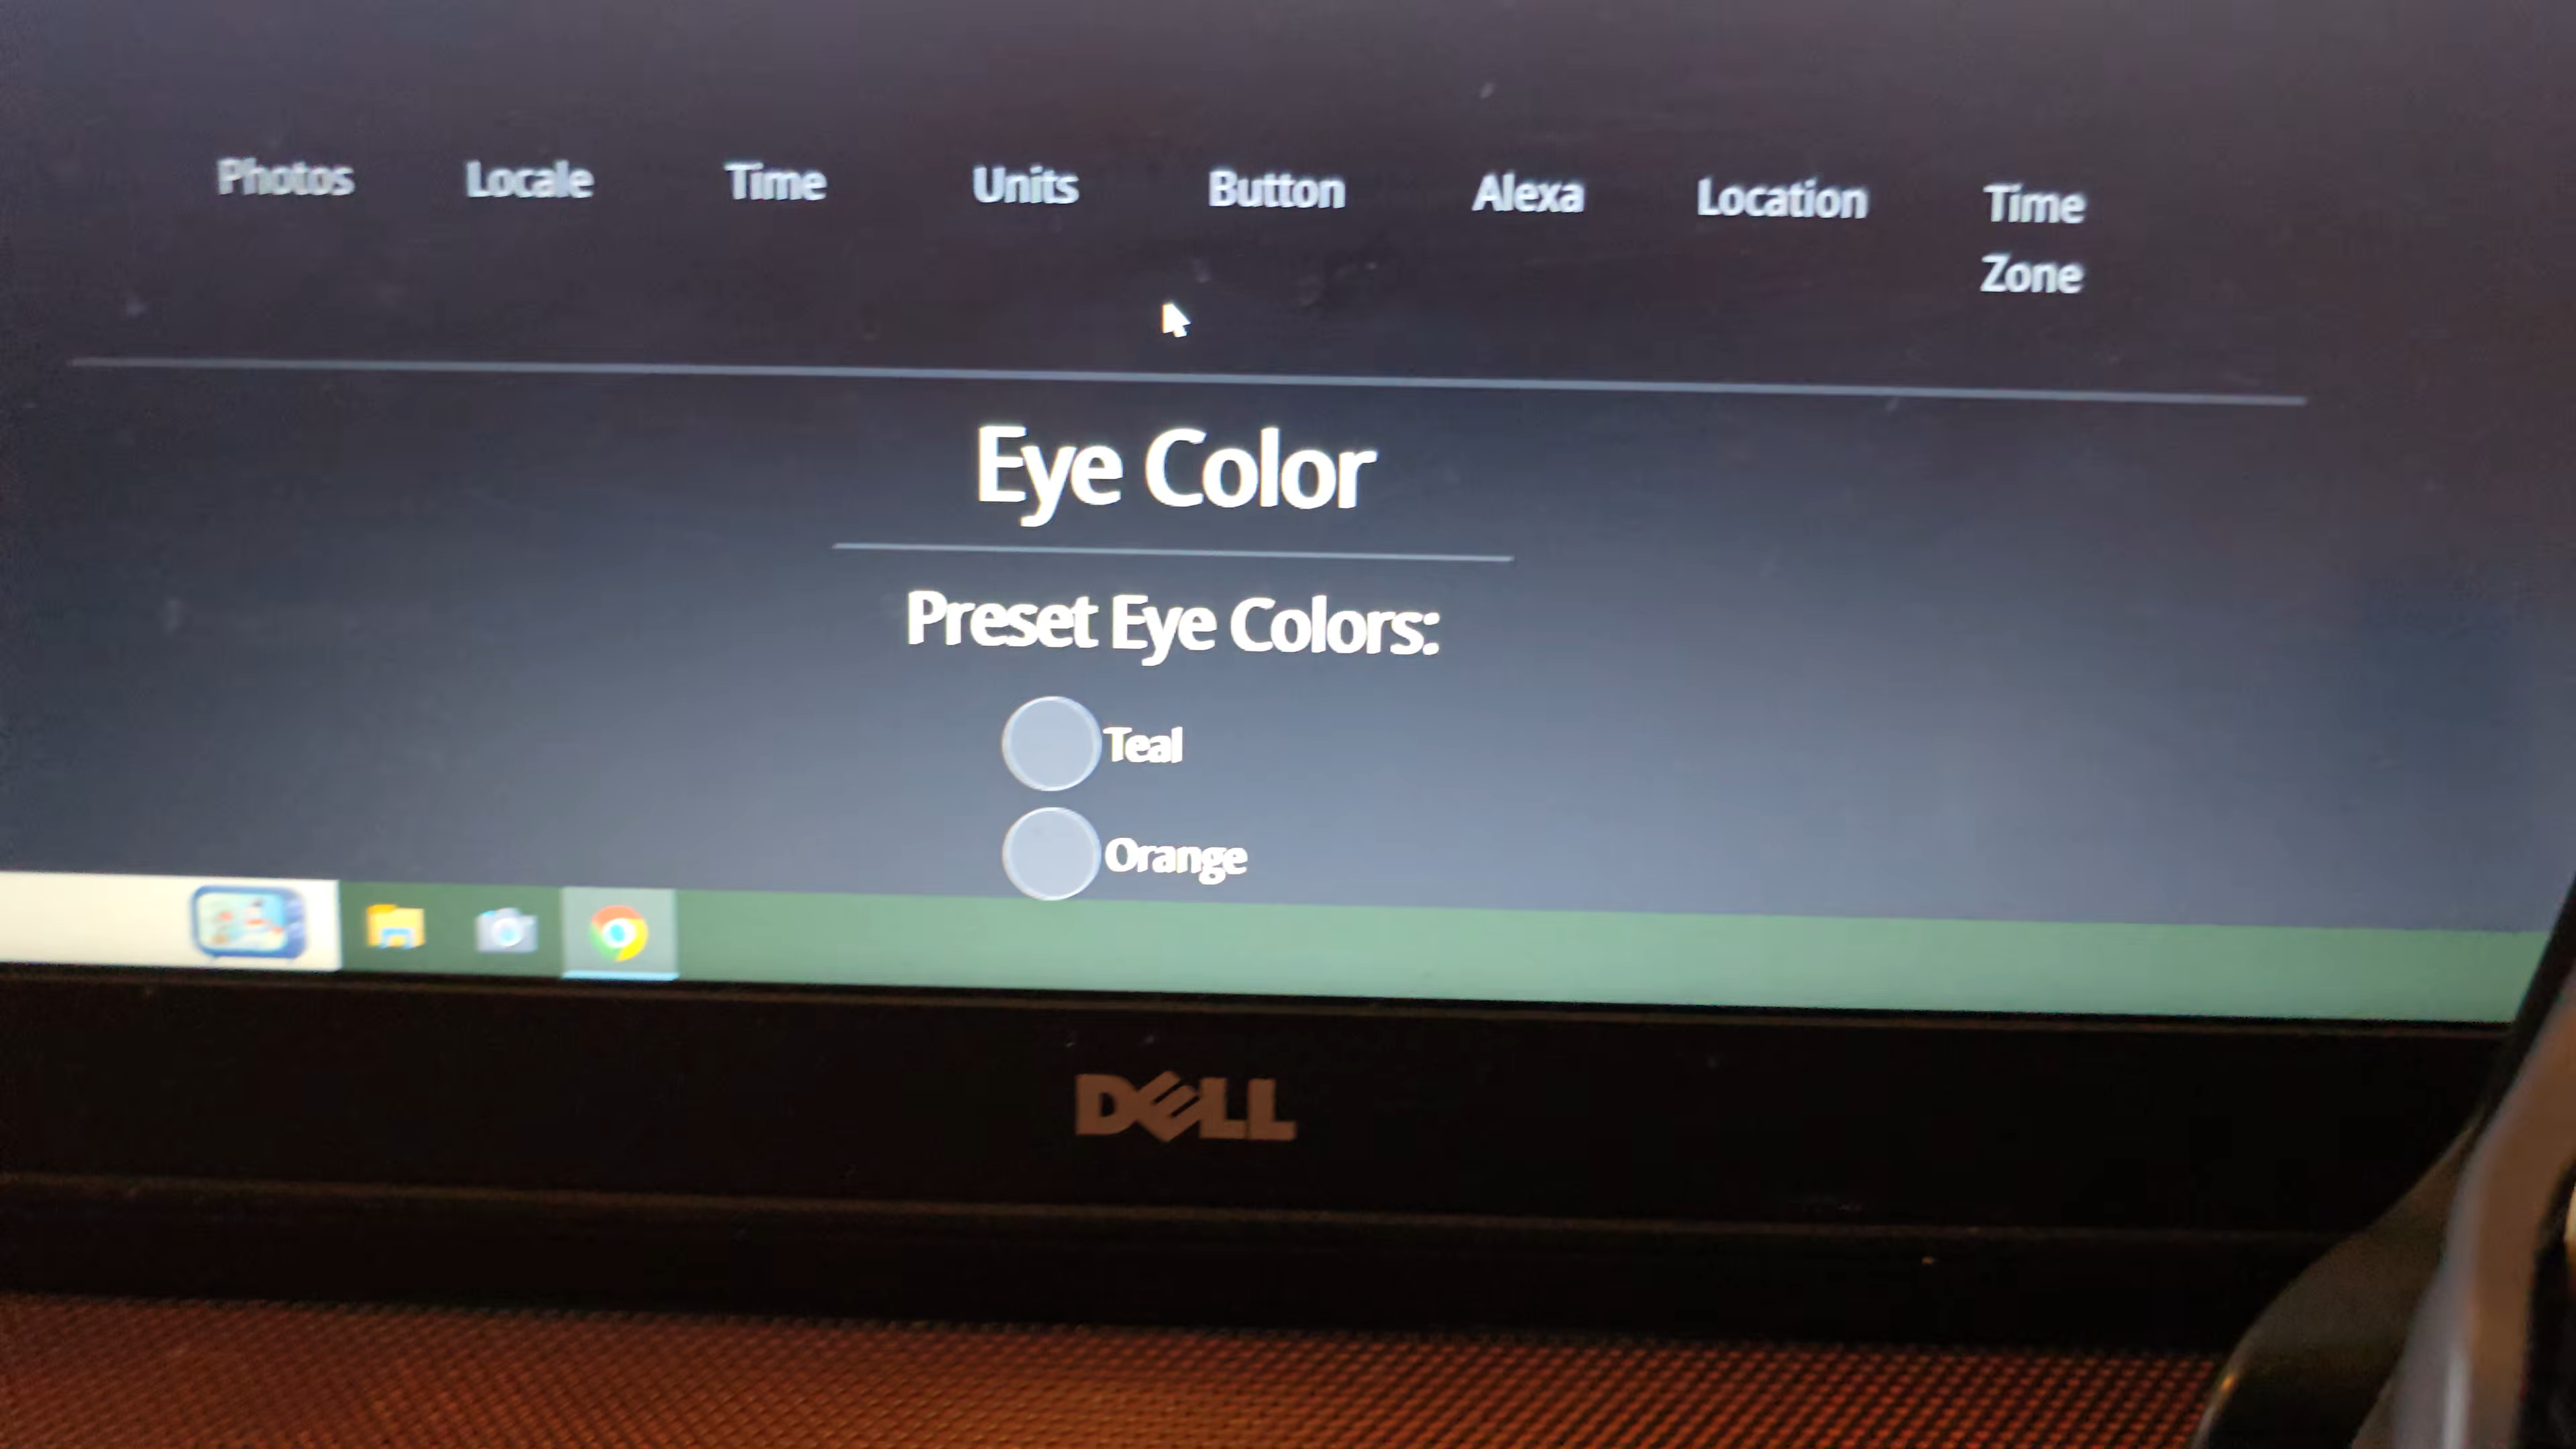 Photos Locale Time Units Button Alexa Location Time Zone
Eye Color
Preset Eye Colors:
Teal
Orange
DELL